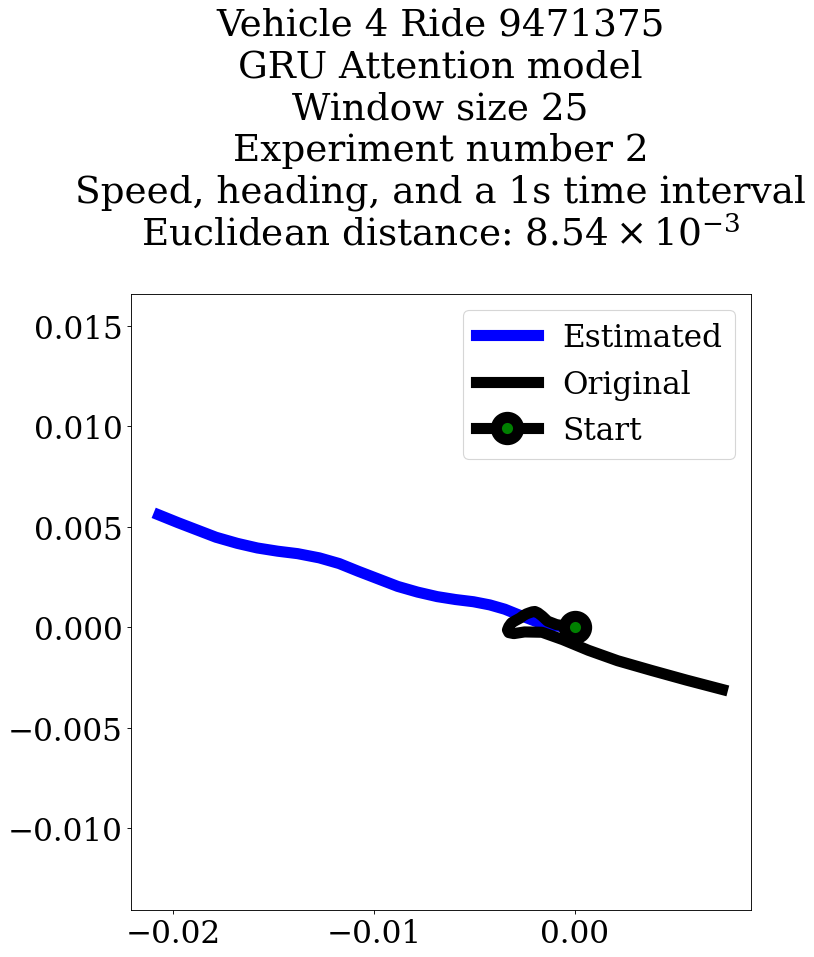 Vehicle 4 Ride 9471375
GRU Attention model
Window size 25
Experiment number 2
Speed, heading, and a 1s time interval
Euclidean distance: 8.54 × 10⁻³
Estimated
Original
Start
0.015
0.010
0.005
0.000
−0.005
−0.010
−0.02
−0.01
0.00